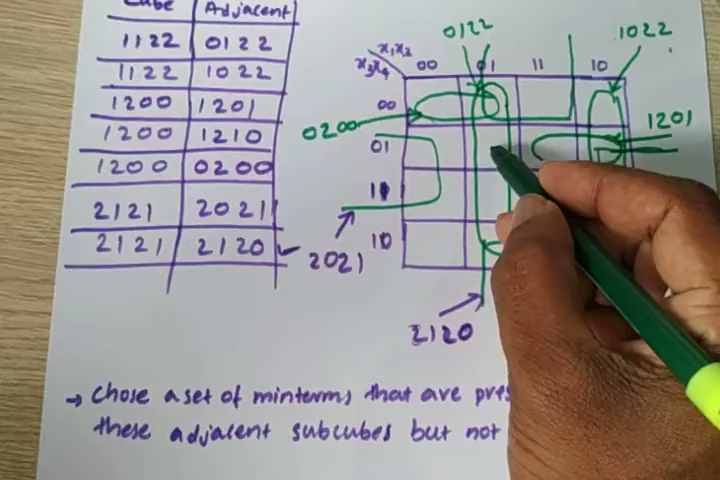 Cube Adjacent
1122 0122
1122 1022
1200 1201
1200 1210
1200 0200
2121 2021
2121 2120
0122
1022
x1x2
x3x4
00 01 11 10
00
01
11
10
0200
1201
2021
2120
→ Chose a set of minterms that are
these adjacent subcubes but not